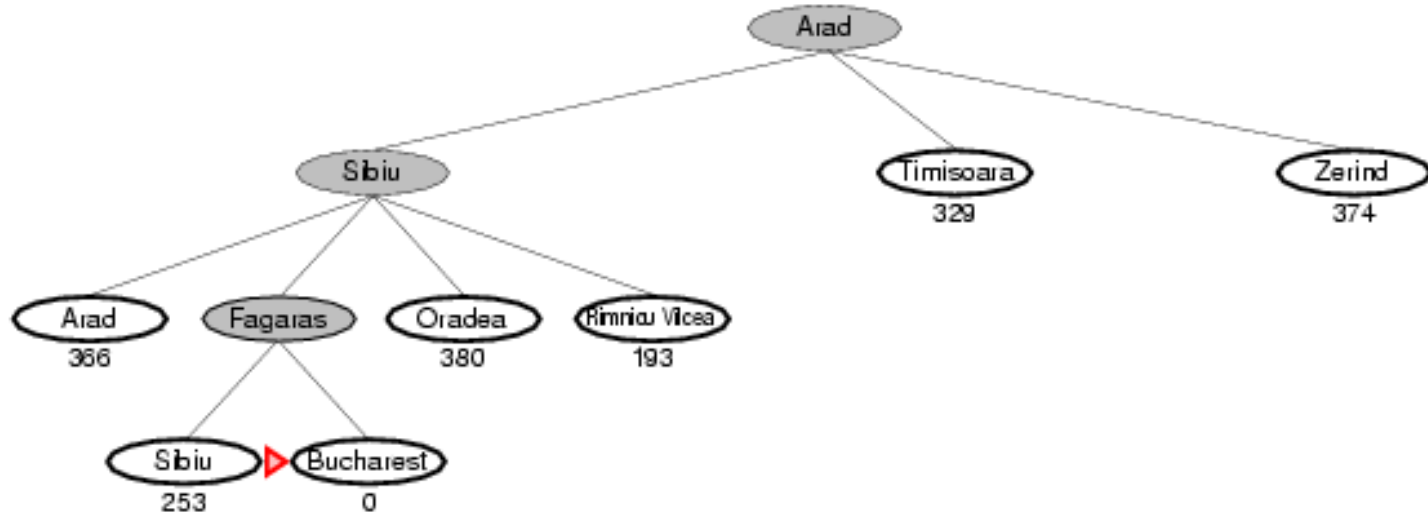 Arad
Sibiu
Timisoara
Zerind
329
374
Arad
Fagaras
Oradea
Rimnicu Vilcea
366
380
193
Sibiu
Bucharest
253
0